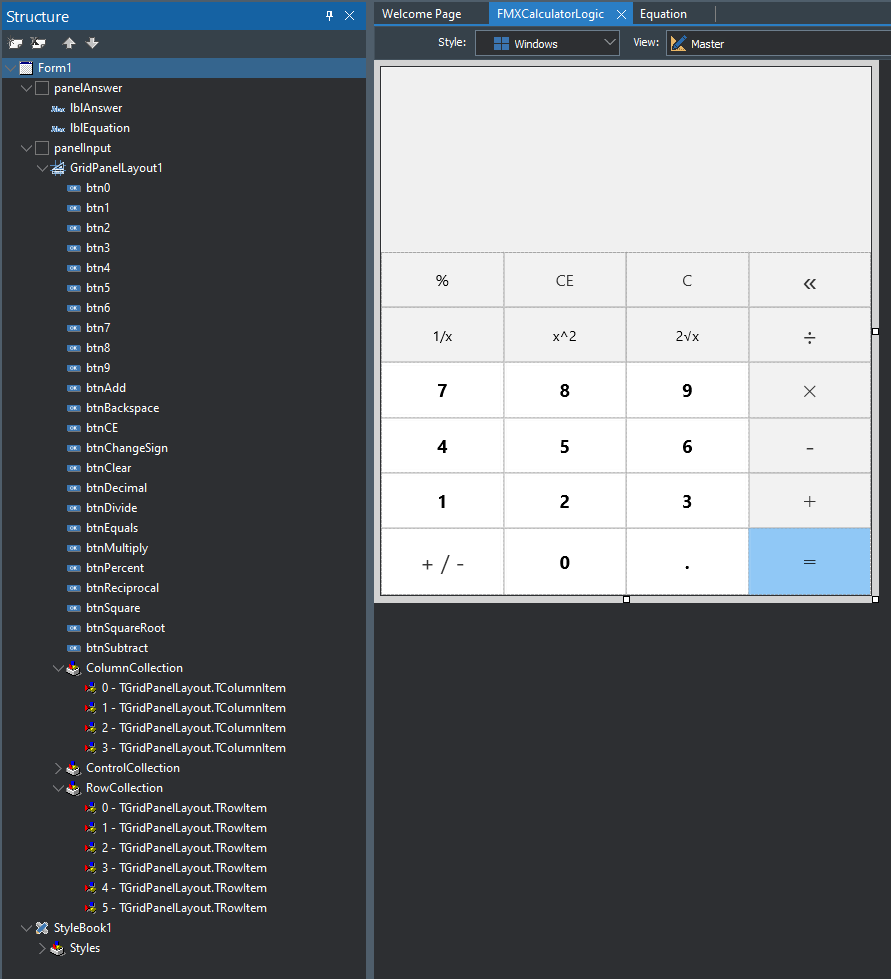 Structure
Form1
panelAnswer
lblAnswer
lblEquation
panelInput
GridPanelLayout1
btn0
btn1
btn2
btn3
btn4
btn5
btn6
btn7
btn8
btn9
btnAdd
btnBackspace
btnCE
btnChangeSign
btnClear
btnDecimal
btnDivide
btnEquals
btnMultiply
btnPercent
btnReciprocal
btnSquare
btnSquareRoot
btnSubtract
ColumnCollection
0 - TGridPanelLayout.TColumnItem
1 - TGridPanelLayout.TColumnItem
2 - TGridPanelLayout.TColumnItem
3 - TGridPanelLayout.TColumnItem
ControlCollection
RowCollection
0 - TGridPanelLayout.TRowItem
1 - TGridPanelLayout.TRowItem
2 - TGridPanelLayout.TRowItem
3 - TGridPanelLayout.TRowItem
4 - TGridPanelLayout.TRowItem
5 - TGridPanelLayout.TRowItem
StyleBook1
Styles
Welcome Page FMXCalculatorLogic Equation
Style: Windows View: Master
% CE C «
1/x x^2 2√x ÷
7 8 9 ×
4 5 6 -
1 2 3 +
+ / - 0 . =